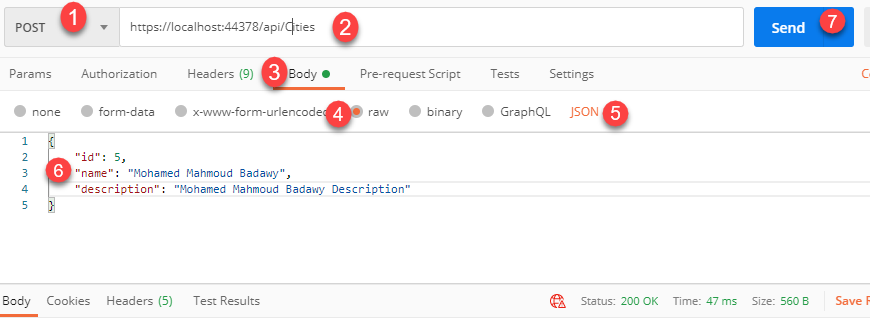 POST 1 https://localhost:44378/api/Cities 2 Send 7
Params Authorization Headers (9) 3 Body Pre-request Script Tests Settings
none form-data x-www-form-urlencoded 4 raw binary GraphQL JSON 5
1 {
2 "id": 5,
3 6 "name": "Mohamed Mahmoud Badawy",
4 "description": "Mohamed Mahmoud Badawy Description"
5 }
Body Cookies Headers (5) Test Results Status: 200 OK Time: 47 ms Size: 560 B Save